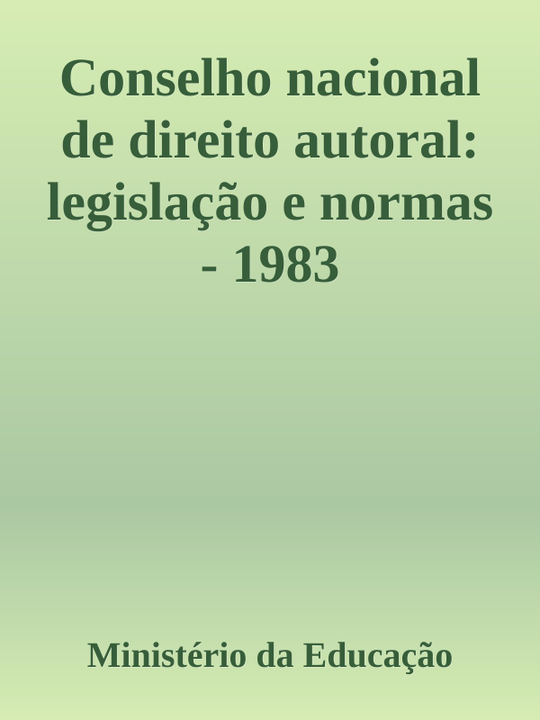 Conselho nacional
de direito autoral:
legislação e normas
- 1983
Ministério da Educação